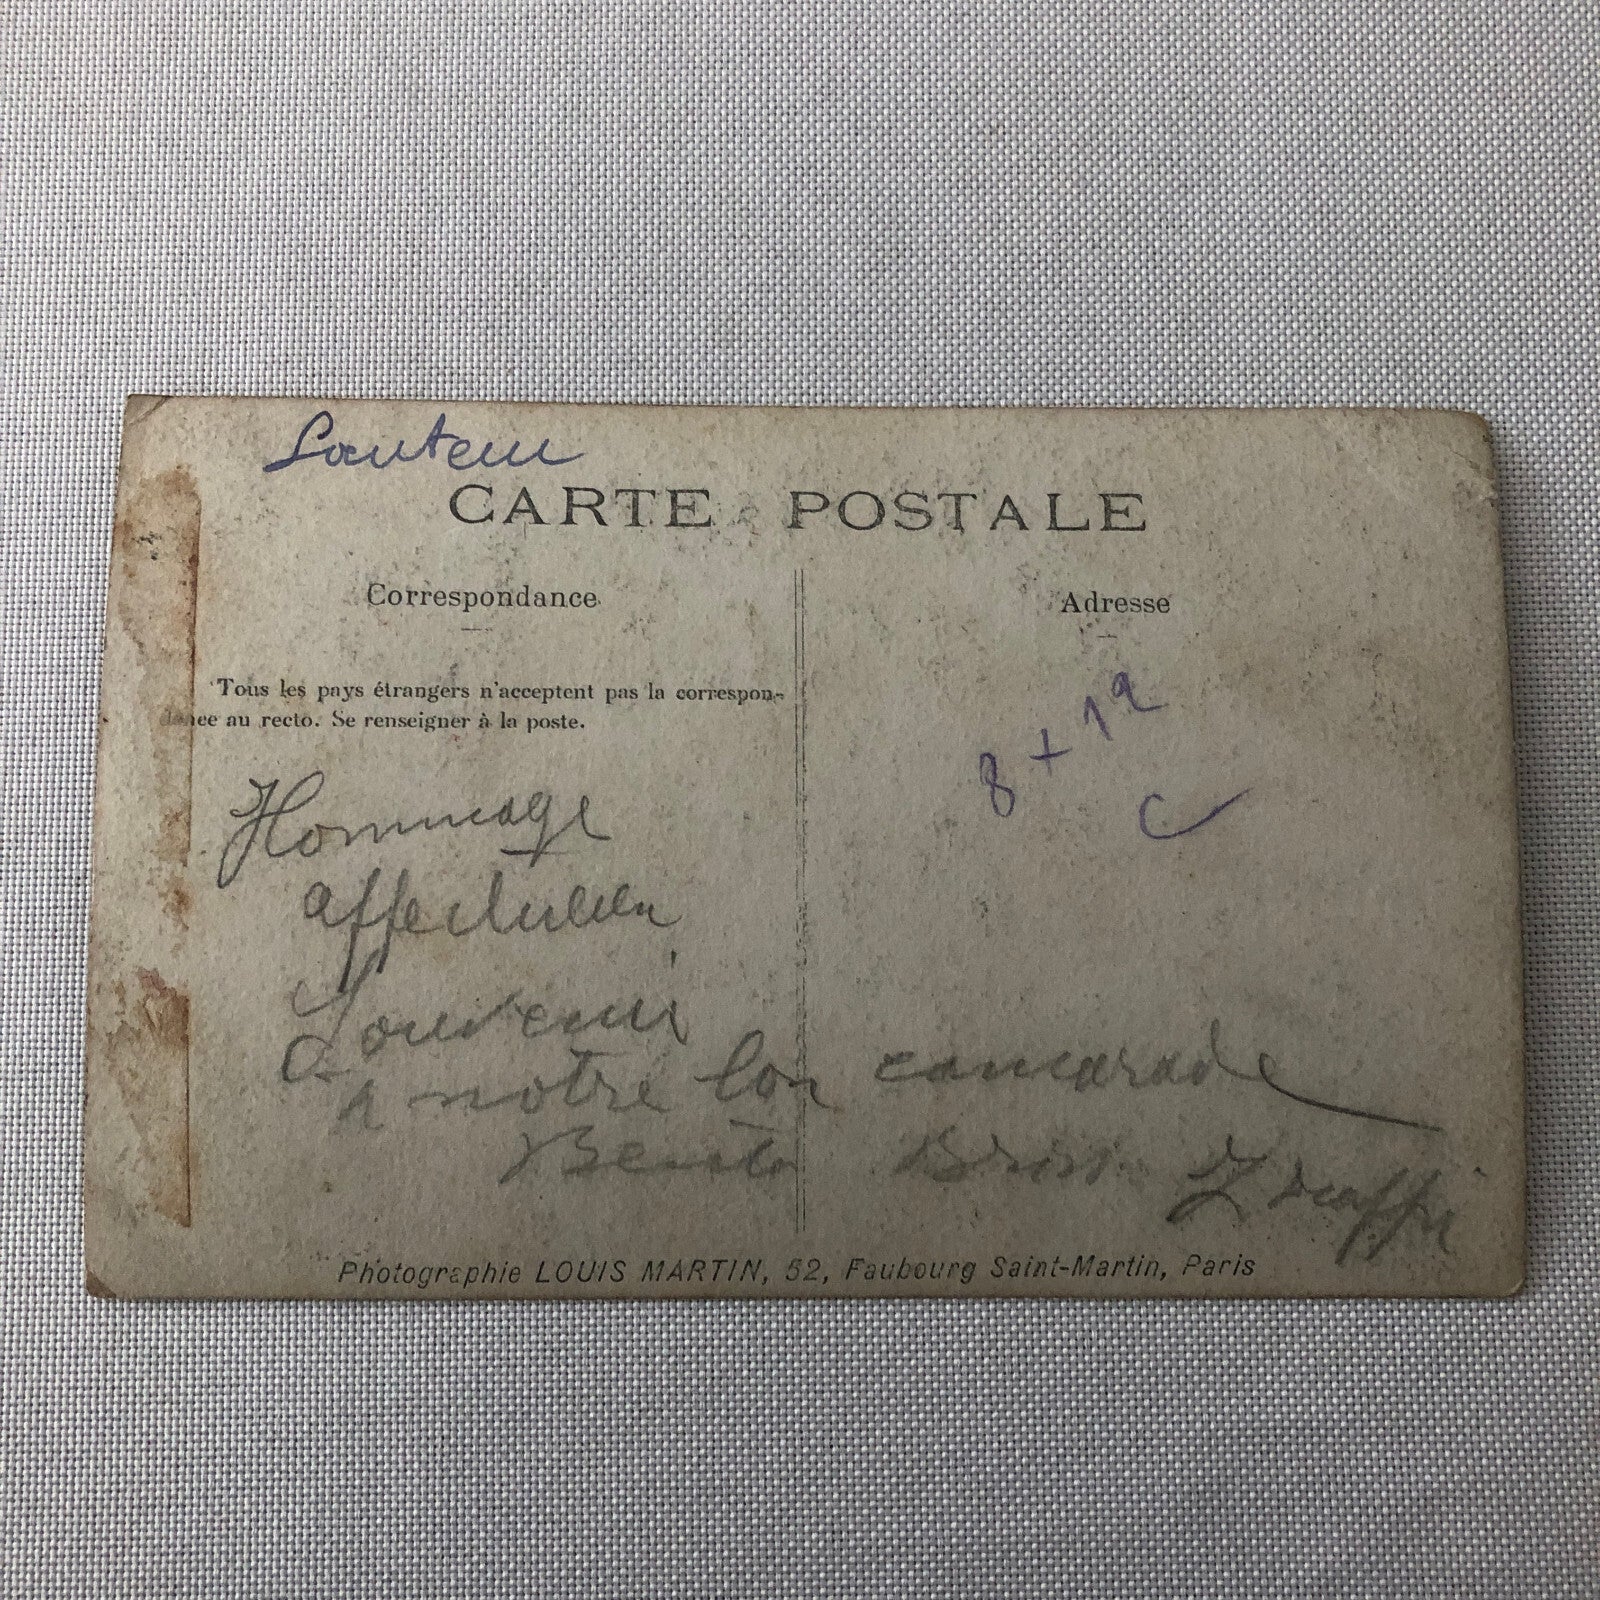 Sauteur
CARTE POSTALE
Correspondance
Adresse
Tous les pays étrangers n'acceptent pas la correspon-
dance au recto. Se renseigner à la poste.
8 + 12
C
Hommage
affectueux
Souvenir
a notre bon camarade
Photographie LOUIS MARTIN, 52, Faubourg Saint-Martin, Paris